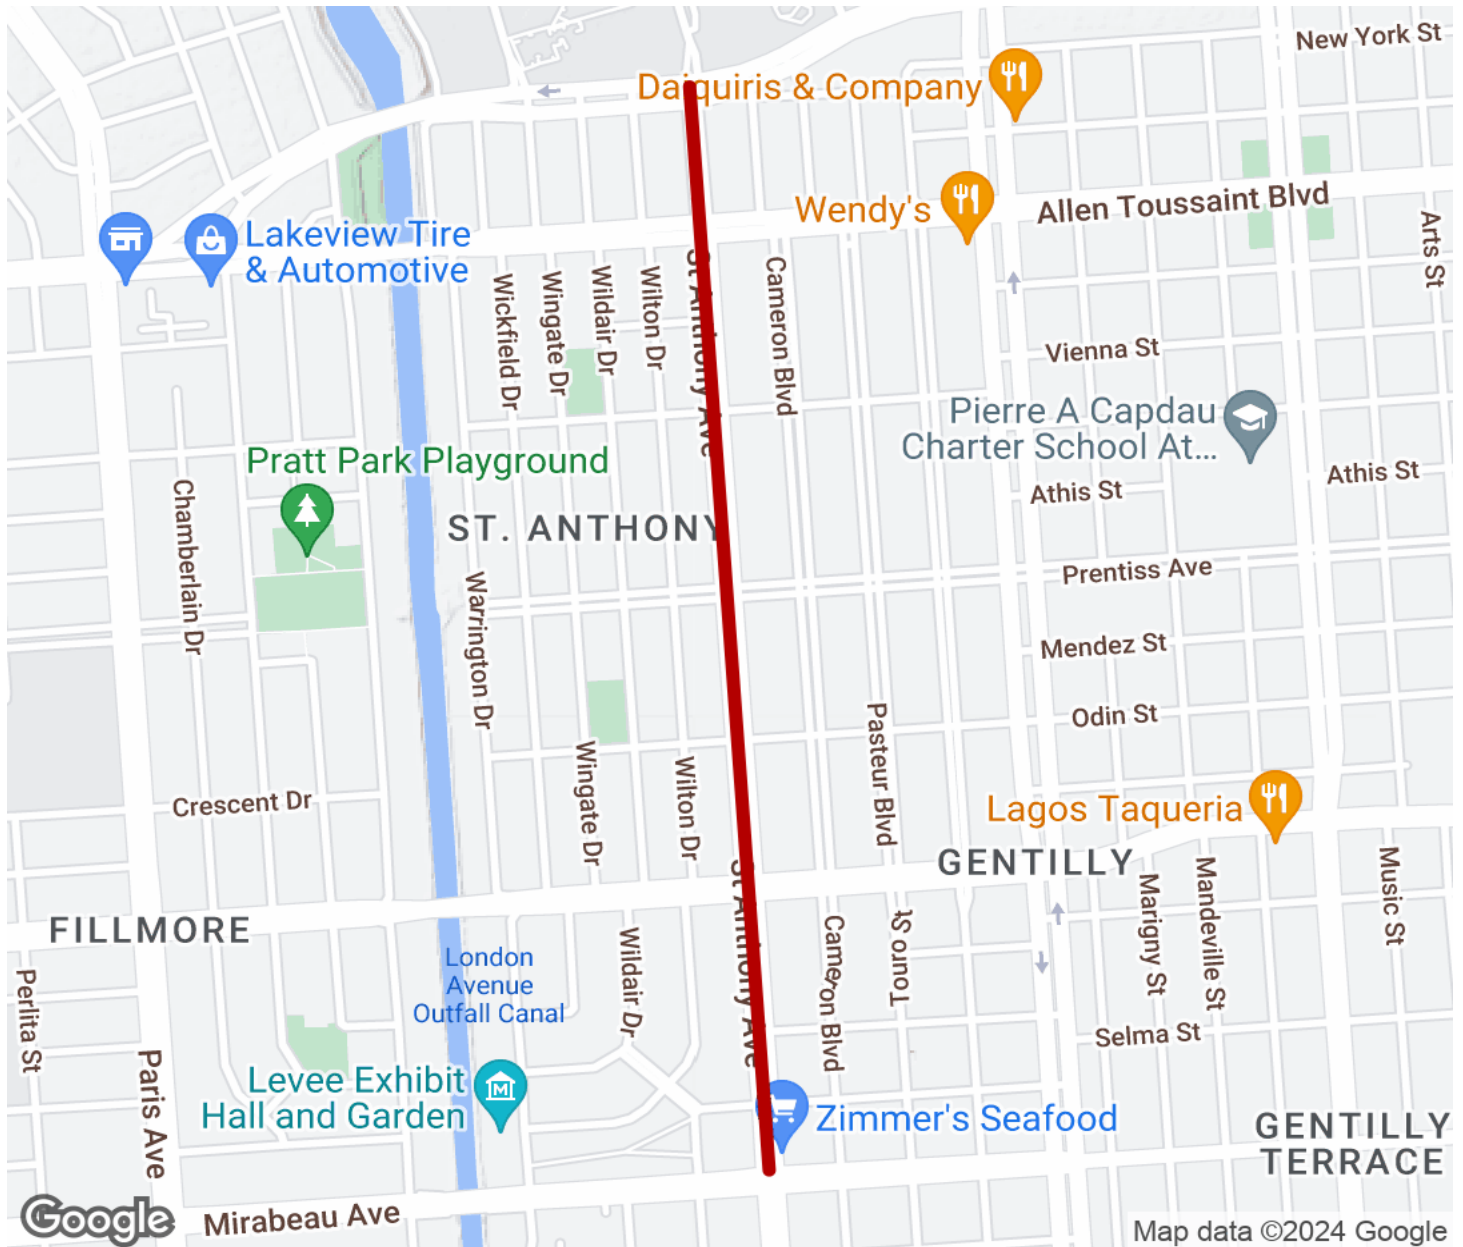 New York St
Daiquiris & Company
Wendy's
Allen Toussaint Blvd
Arts St
Lakeview Tire
& Automotive
Wickfield Dr
Wingate Dr
Wildair Dr
Wilton Dr
St Anthony Ave
Cameron Blvd
Vienna St
Pierre A Capdau
Charter School At...
Pratt Park Playground
Athis St
Athis St
Chamberlain Dr
ST. ANTHONY
Warrington Dr
Prentiss Ave
Mendez St
Odin St
Pasteur Blvd
Wingate Dr
Wilton Dr
Crescent Dr
Lagos Taqueria
GENTILLY
St Anthony Ave
Marigny St
Mandeville St
Music St
FILLMORE
Perlita St
London
Avenue
Outfall Canal
Wildair Dr
Cameron Blvd
Touro St
Selma St
Paris Ave
Levee Exhibit
Hall and Garden
Zimmer's Seafood
GENTILLY
TERRACE
Google
Mirabeau Ave
Map data ©2024 Google